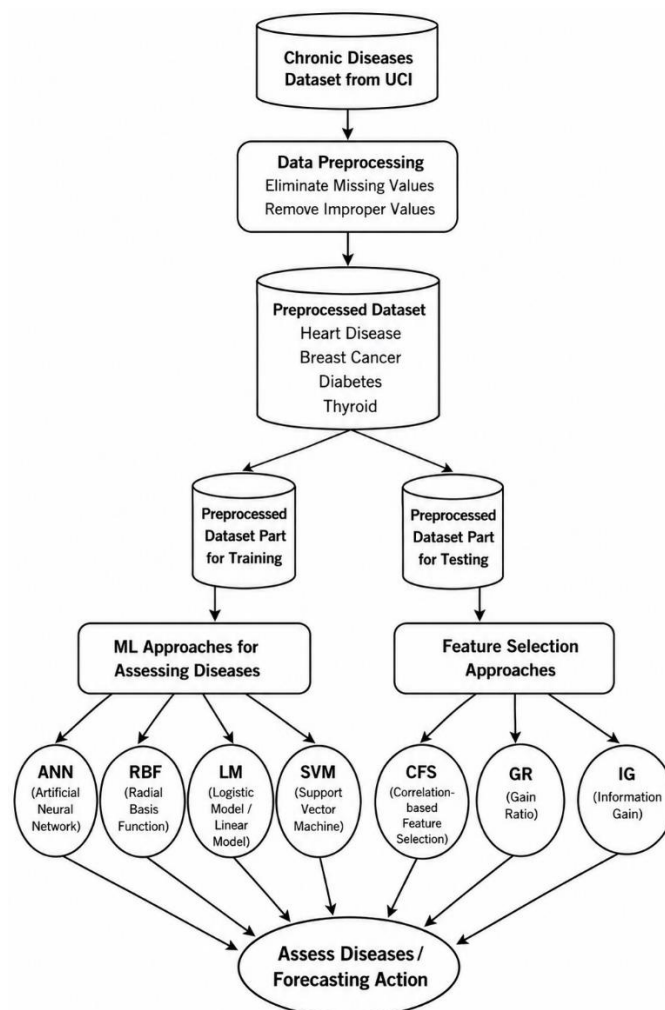 Chronic Diseases
Dataset from UCI
Data Preprocessing
Eliminate Missing Values
Remove Improper Values
Preprocessed Dataset
Heart Disease
Breast Cancer
Diabetes
Thyroid
Preprocessed
Dataset Part
for Training
Preprocessed
Dataset Part
for Testing
ML Approaches for
Assessing Diseases
Feature Selection
Approaches
ANN
(Artificial
Neural
Network)
RBF
(Radial
Basis
Function)
LM
(Logistic
Model /
Linear
Model)
SVM
(Support
Vector
Machine)
CFS
(Correlation-
based
Feature
Selection)
GR
(Gain
Ratio)
IG
(Information
Gain)
Assess Diseases /
Forecasting Action